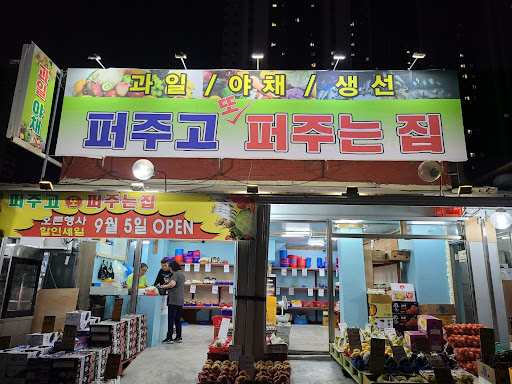 과일/야채/생선
퍼주고 또 퍼주는 집
과일 야채
퍼주고 또 퍼주는집
오픈행사
할인세일
9월 5일 OPEN